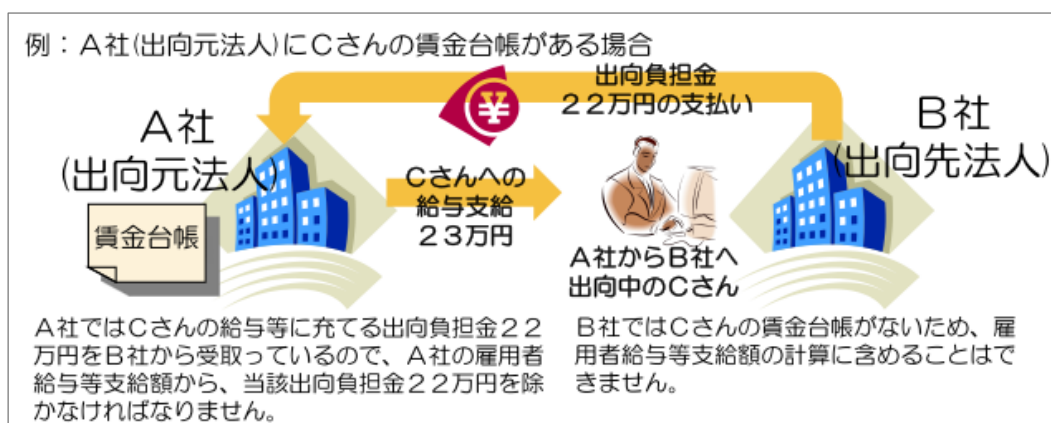 例：Ａ社(出向元法人)にＣさんの賃金台帳がある場合
出向負担金
２２万円の支払い
Ａ社
(出向元法人)
Ｂ社
(出向先法人)
Ｃさんへの
給与支給
２３万円
賃金台帳
Ａ社からＢ社へ
出向中のＣさん
Ａ社ではＣさんの給与等に充てる出向負担金２２
万円をＢ社から受取っているので、Ａ社の雇用者
給与等支給額から、当該出向負担金２２万円を除
かなければなりません。
Ｂ社ではＣさんの賃金台帳がないため、雇
用者給与等支給額の計算に含めることはで
きません。